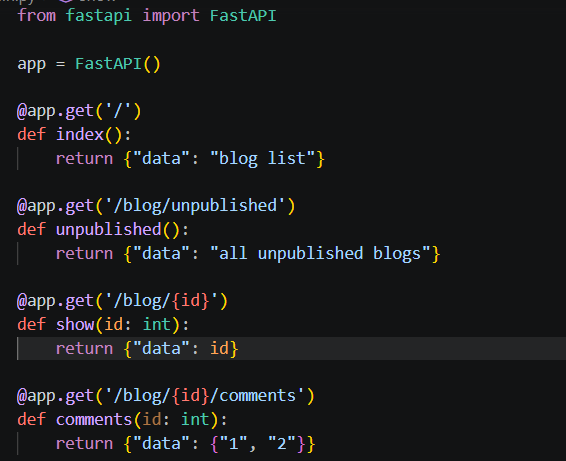 from fastapi import FastAPI
app = FastAPI()
@app.get('/')
def index():
    return {"data": "blog list"}
@app.get('/blog/unpublished')
def unpublished():
    return {"data": "all unpublished blogs"}
@app.get('/blog/{id}')
def show(id: int):
    return {"data": id}
@app.get('/blog/{id}/comments')
def comments(id: int):
    return {"data": {"1", "2"}}